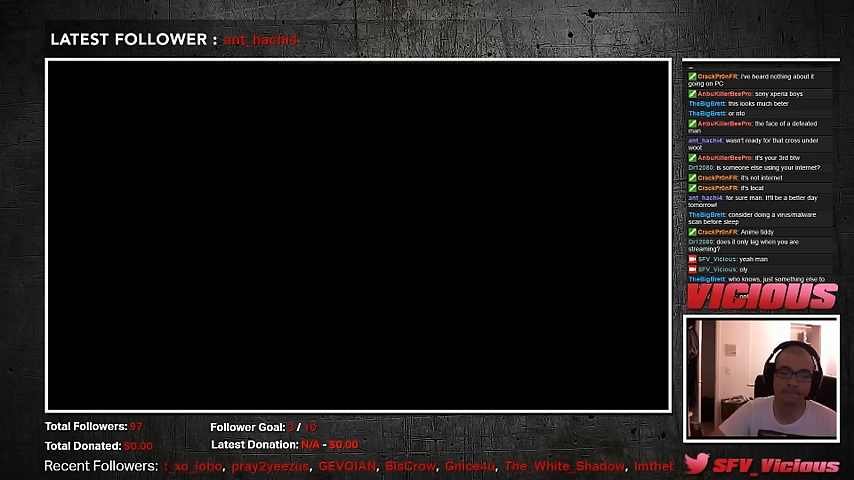 LATEST FOLLOWER : ant_hachi4
CrackPr0nFR: i've heard nothing about it
going on PC
AnbuKillerBeePro: sony xperia boys
TheBigBrett: this looks much beter
TheBigBrett: or nto
AnbuKillerBeePro: the face of a defeated
man
ant_hachi4: wasn't ready for that cross under
woot
AnbuKillerBeePro: it's your 3rd btw
Dr12080: is someone else using your internet?
CrackPr0nFR: it's not internet
CrackPr0nFR: it's local
ant_hachi4: for sure man. It'll be a better day
tomorrow!
TheBigBrett: consider doing a virus/malware
scan before sleep
CrackPr0nFR: Anime tiddy
Dr12080: does it only lag when you are
streaming?
SFV_Vicious: yeah man
SFV_Vicious: oly
TheBigBrett: who knows, just something else to
VICIOUS
Total Followers: 97
Follower Goal: / 10
Total Donated: $0.00
Latest Donation: N/A - $0.00
Recent Followers: t_xo_lobo, pray2yeezus, GEVOIAN, BisCrow, Gnice4u, The_White_Shadow, Imthel
SFV_Vicious